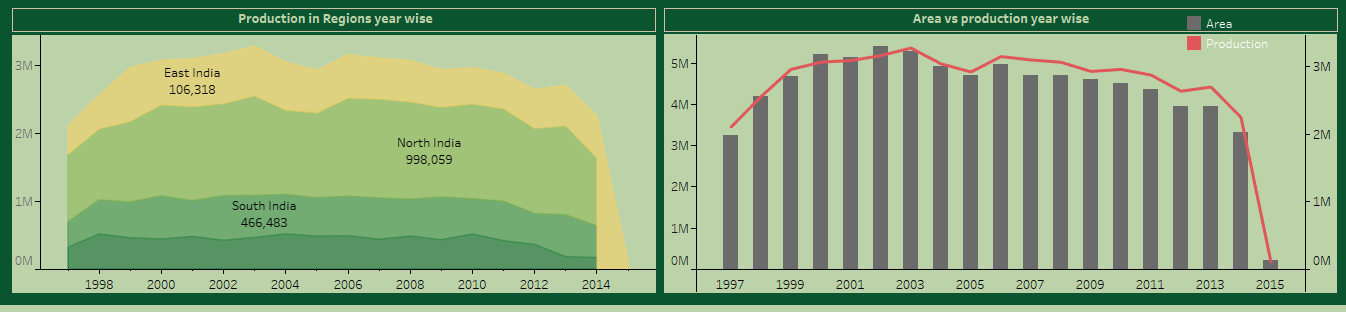 Production in Regions year wise
3M
2M
1M
0M
East India
106,318
North India
998,059
South India
466,483
1998 2000 2002 2004 2006 2008 2010 2012 2014
Area vs production year wise
Area
Production
5M
4M
3M
2M
1M
0M
3M
2M
1M
0M
1997 1999 2001 2003 2005 2007 2009 2011 2013 2015